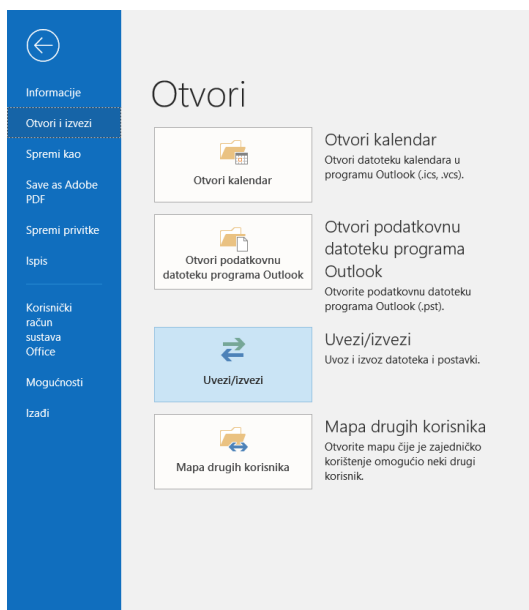 Informacije
Otvori i izvezi
Spremi kao
Save as Adobe
PDF
Spremi privitke
Ispis
Korisnički
račun
sustava
Office
Mogućnosti
Izađi
Otvori
Otvori kalendar
Otvori kalendar
Otvori datoteku kalendara u
programu Outlook (.ics, .vcs).
Otvori podatkovnu
datoteku programa Outlook
Otvori podatkovnu
datoteku programa
Outlook
Otvorite podatkovnu datoteku
programa Outlook (.pst).
Uvezi/izvezi
Uvezi/izvezi
Uvoz i izvoz datoteka i postavki.
Mapa drugih korisnika
Mapa drugih korisnika
Otvorite mapu čije je zajedničko
korištenje omogućio neki drugi
korisnik.